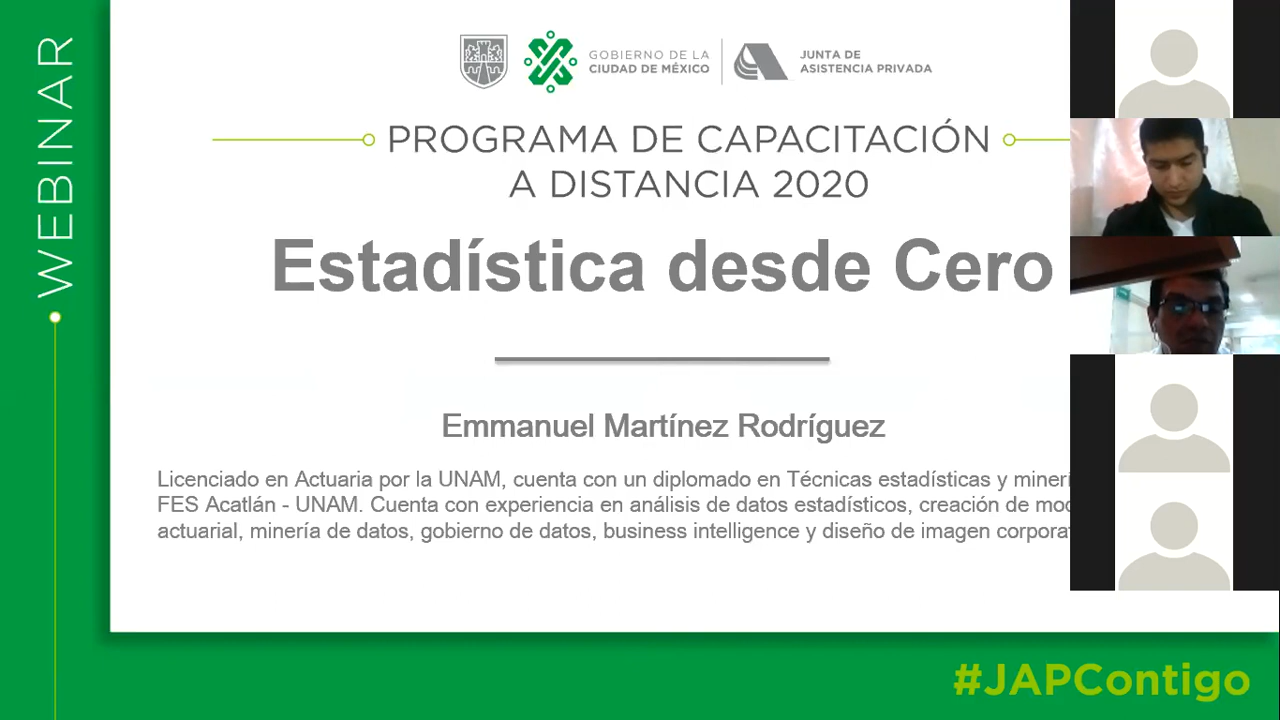 WEBINAR
GOBIERNO DE LA
CIUDAD DE MÉXICO
JUNTA DE
ASISTENCIA PRIVADA
PROGRAMA DE CAPACITACIÓN
A DISTANCIA 2020
Estadística desde Cero
Emmanuel Martínez Rodríguez
Licenciado en Actuaria por la UNAM, cuenta con un diplomado en Técnicas estadísticas y
FES Acatlán - UNAM. Cuenta con experiencia en análisis de datos estadísticos, creación de
actuarial, minería de datos, gobierno de datos, business intelligence y diseño de imagen
#JAPContigo